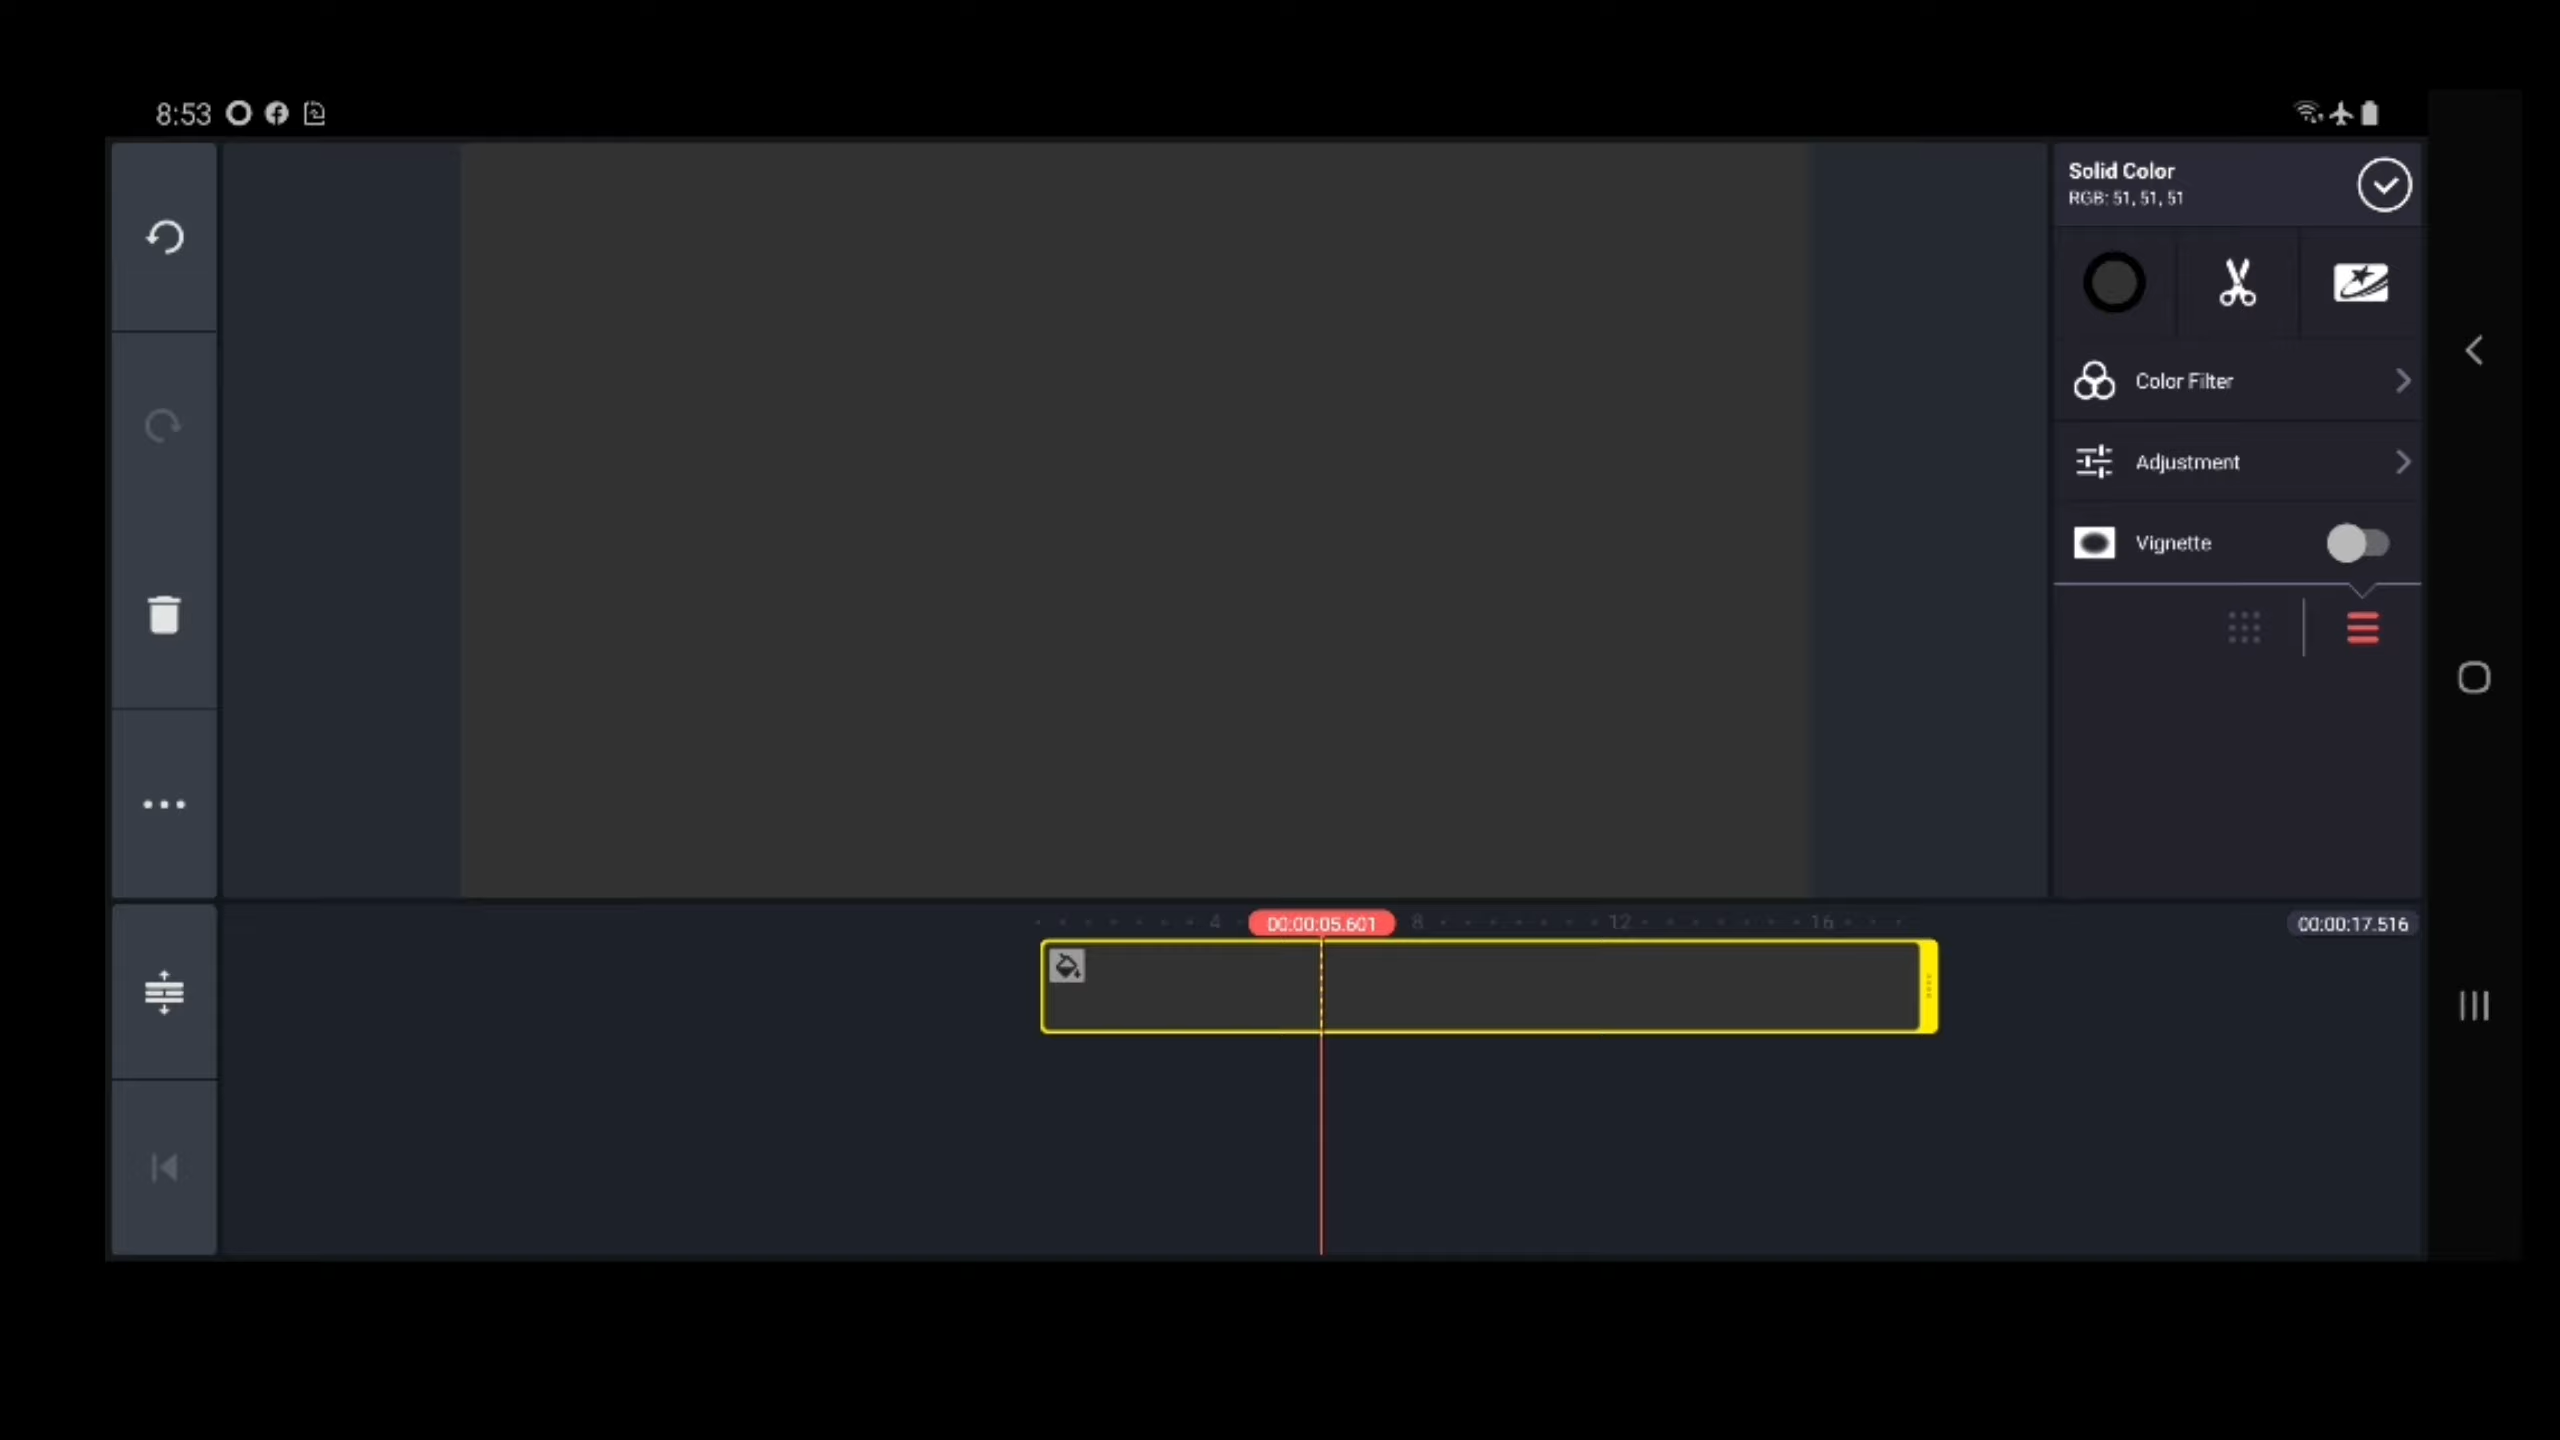 8:53
Solid Color
RGB: 51, 51, 51
Color Filter
Adjustment
Vignette
4
00:00:05.601
8
12
16
00:00:17.516